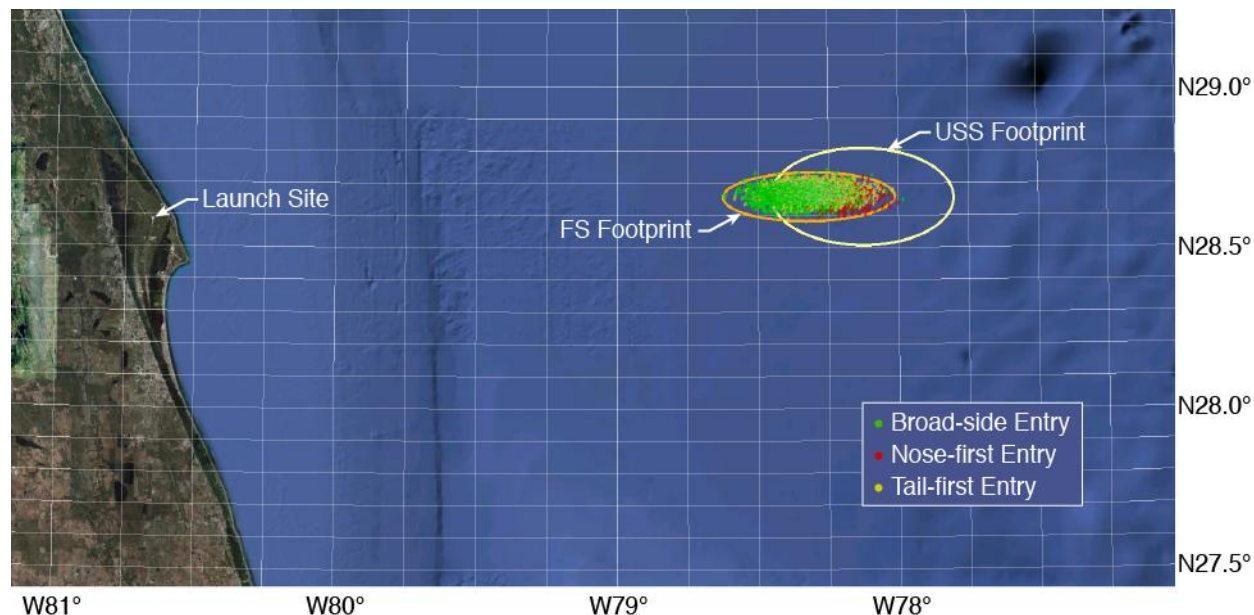 N29.0°
USS Footprint
Launch Site
FS Footprint
N28.5°
N28.0°
Broad-side Entry
Nose-first Entry
Tail-first Entry
N27.5°
W81° W80° W79° W78°